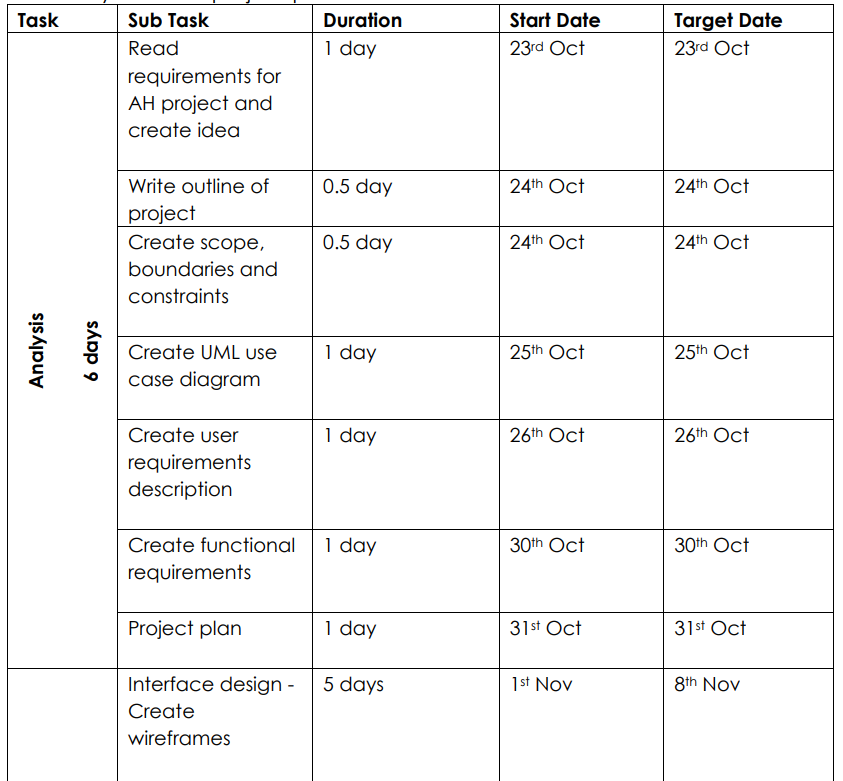 Task Sub Task Duration Start Date Target Date
Analysis
6 days
Read 1 day 23rd Oct 23rd Oct
requirements for
AH project and
create idea
Write outline of 0.5 day 24th Oct 24th Oct
project
Create scope, 0.5 day 24th Oct 24th Oct
boundaries and
constraints
Create UML use 1 day 25th Oct 25th Oct
case diagram
Create user 1 day 26th Oct 26th Oct
requirements
description
Create functional 1 day 30th Oct 30th Oct
requirements
Project plan 1 day 31st Oct 31st Oct
Interface design - 5 days 1st Nov 8th Nov
Create
wireframes